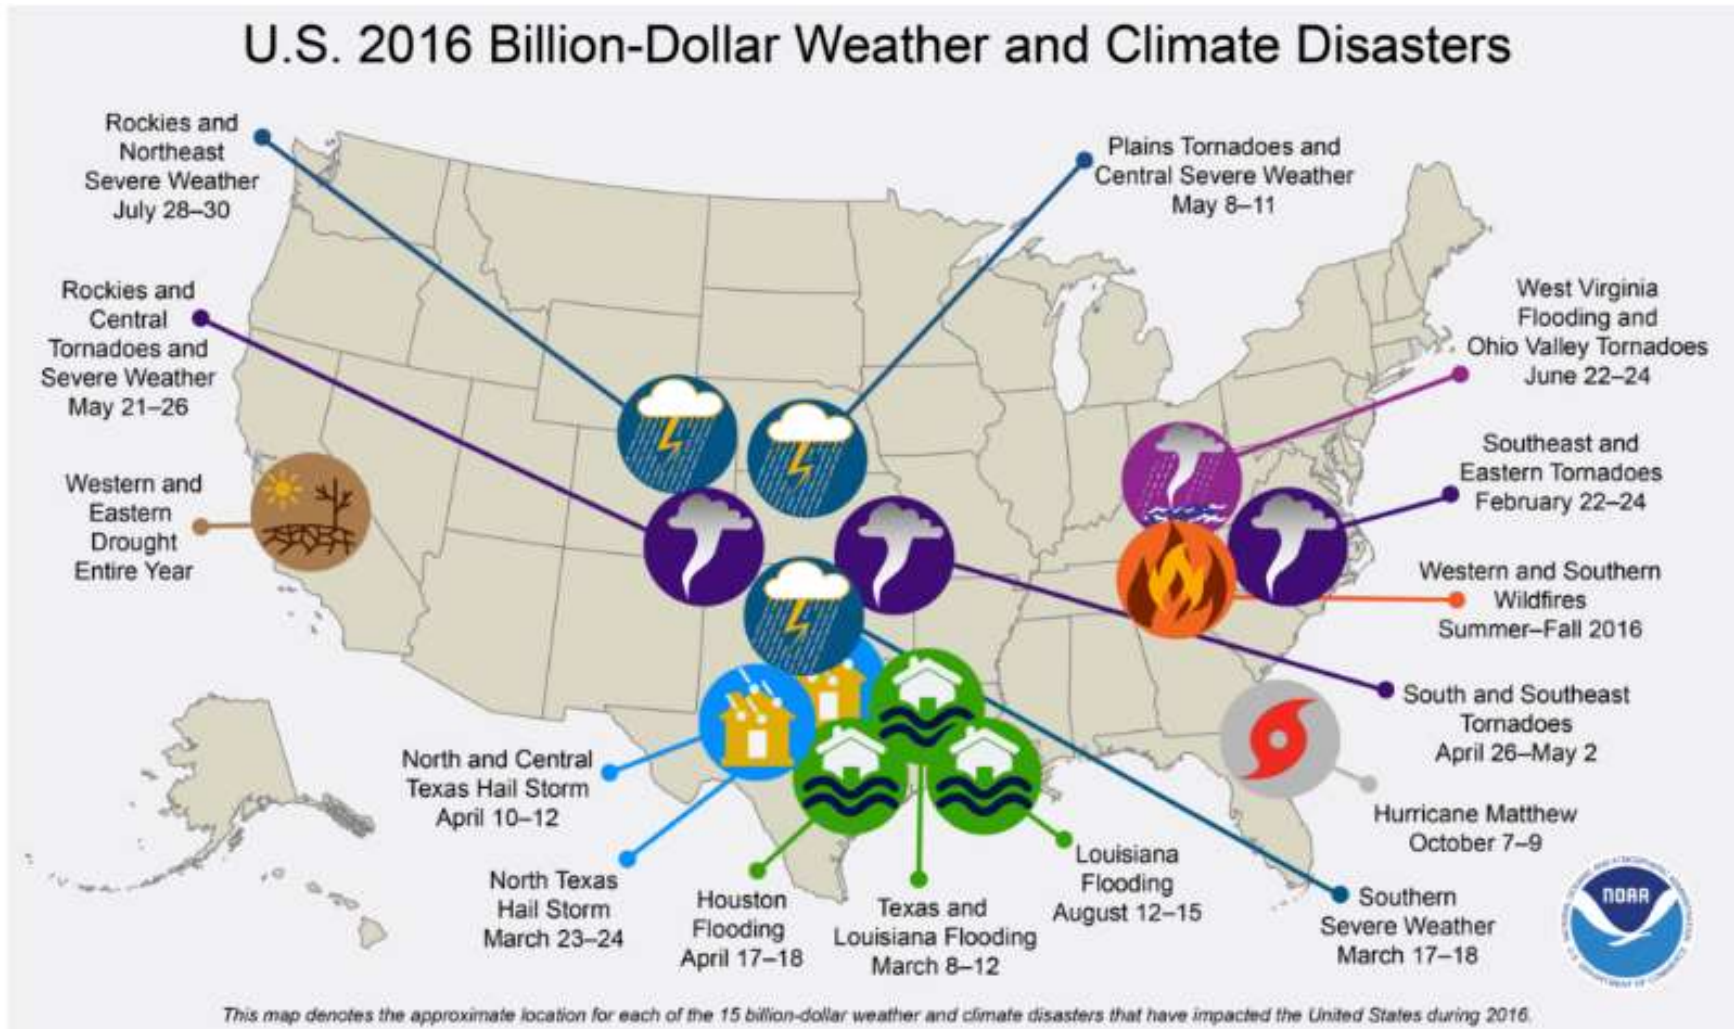 U.S. 2016 Billion-Dollar Weather and Climate Disasters
Rockies and
Northeast
Severe Weather
July 28–30
Plains Tornadoes and
Central Severe Weather
May 8–11
Rockies and
Central
Tornadoes and
Severe Weather
May 21–26
West Virginia
Flooding and
Ohio Valley Tornadoes
June 22–24
Western and
Eastern
Drought
Entire Year
Southeast and
Eastern Tornadoes
February 22–24
Western and Southern
Wildfires
Summer–Fall 2016
South and Southeast
Tornadoes
April 26–May 2
North and Central
Texas Hail Storm
April 10–12
Hurricane Matthew
October 7–9
North Texas
Hail Storm
March 23–24
Houston
Flooding
April 17–18
Texas and
Louisiana Flooding
March 8–12
Louisiana
Flooding
August 12–15
Southern
Severe Weather
March 17–18
NOAA
This map denotes the approximate location for each of the 15 billion-dollar weather and climate disasters that have impacted the United States during 2016.